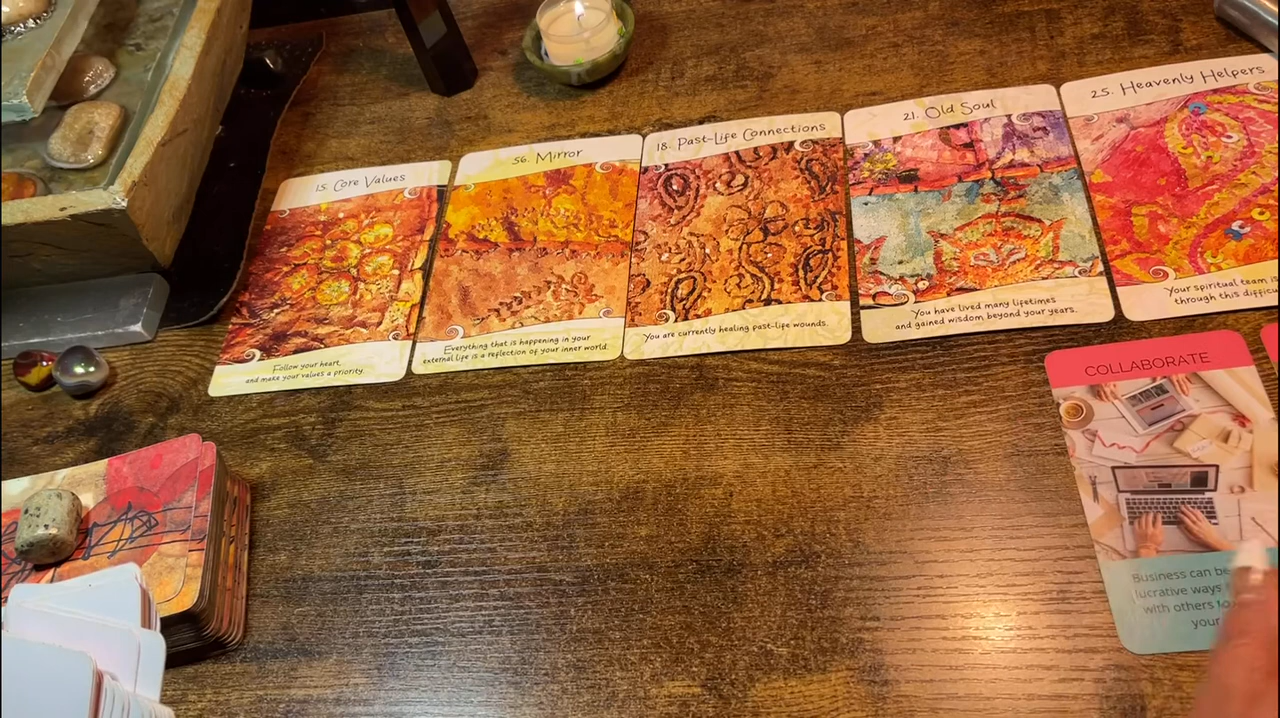 15. Core Values
Follow your heart
and make your values a priority.
56. Mirror
Everything that is happening in your
external life is a reflection of your inner world.
18. Past-Life Connections
You are currently healing past-life wounds.
21. Old Soul
You have lived many lifetimes
and gained wisdom beyond your years.
25. Heavenly Helpers
Your spiritual team i
through this diffic
COLLABORATE
Business can be
lucrative ways
with others to
your